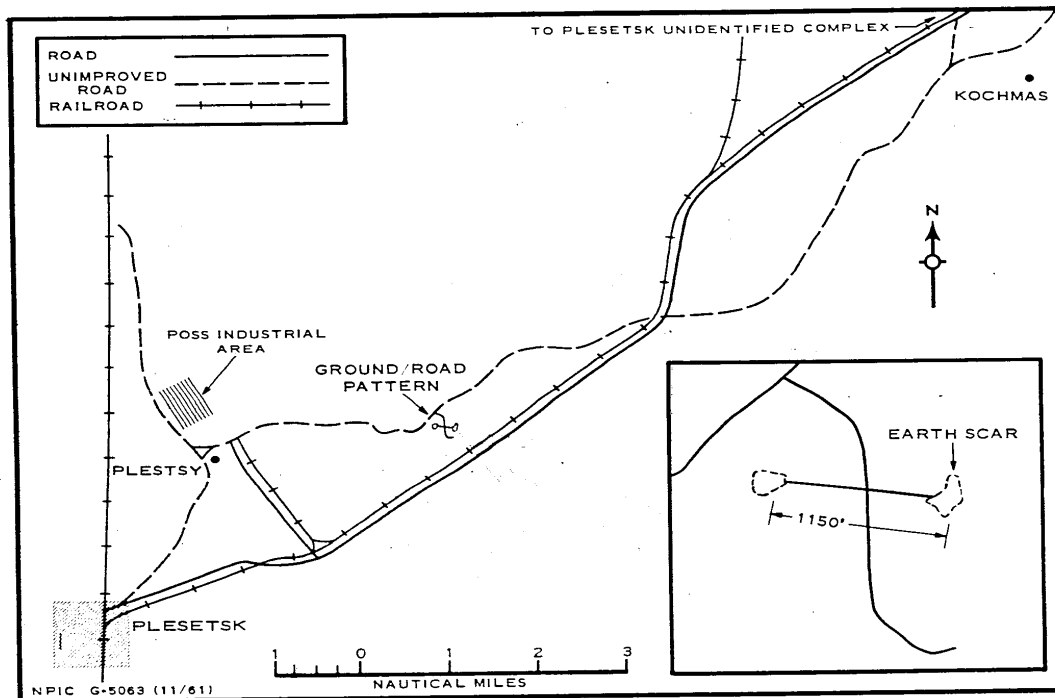 TO PLESETSK UNIDENTIFIED COMPLEX
ROAD
UNIMPROVED
ROAD
RAILROAD
KOCHMAS
N
POSS INDUSTRIAL
AREA
GROUND/ROAD
PATTERN
PLESTSY
EARTH SCAR
1150'
PLESETSK
1 0 1 2 3
NAUTICAL MILES
NPIC G-5063 (11/61)